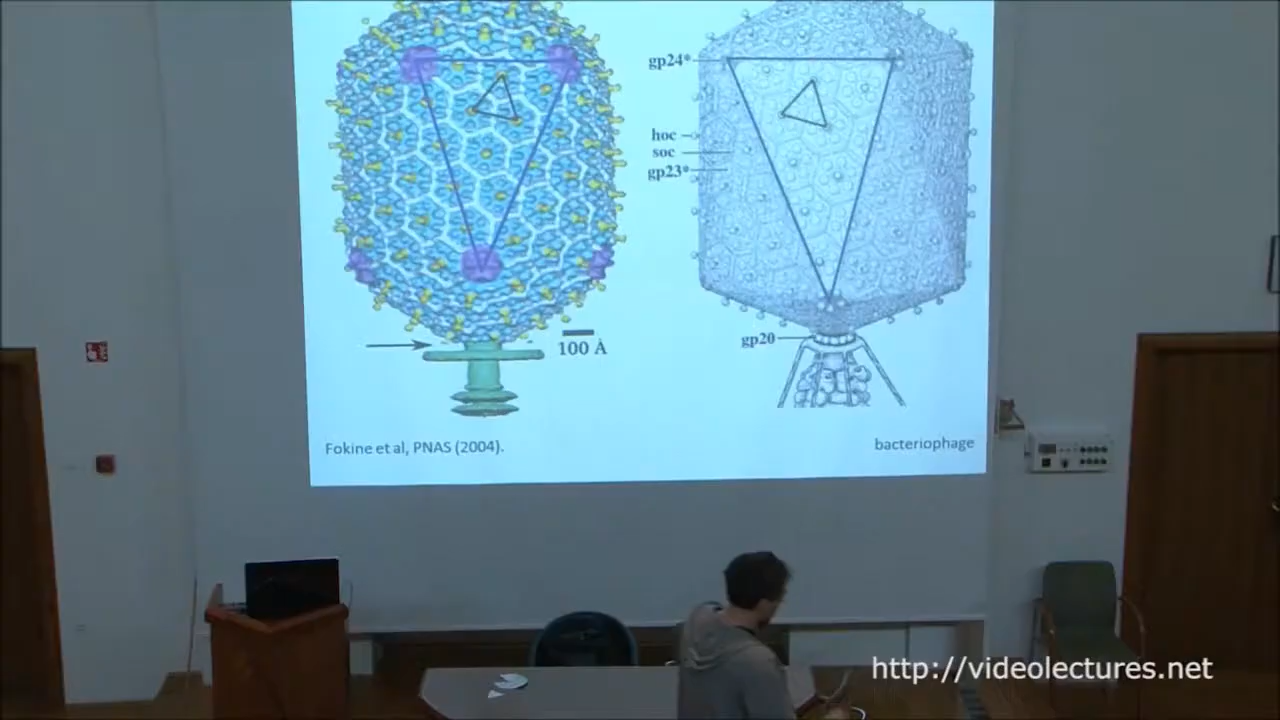 gp24*
hoc
soc
gp23*
100 Å
gp20
Fokine et al, PNAS (2004).
bacteriophage
http://videolectures.net